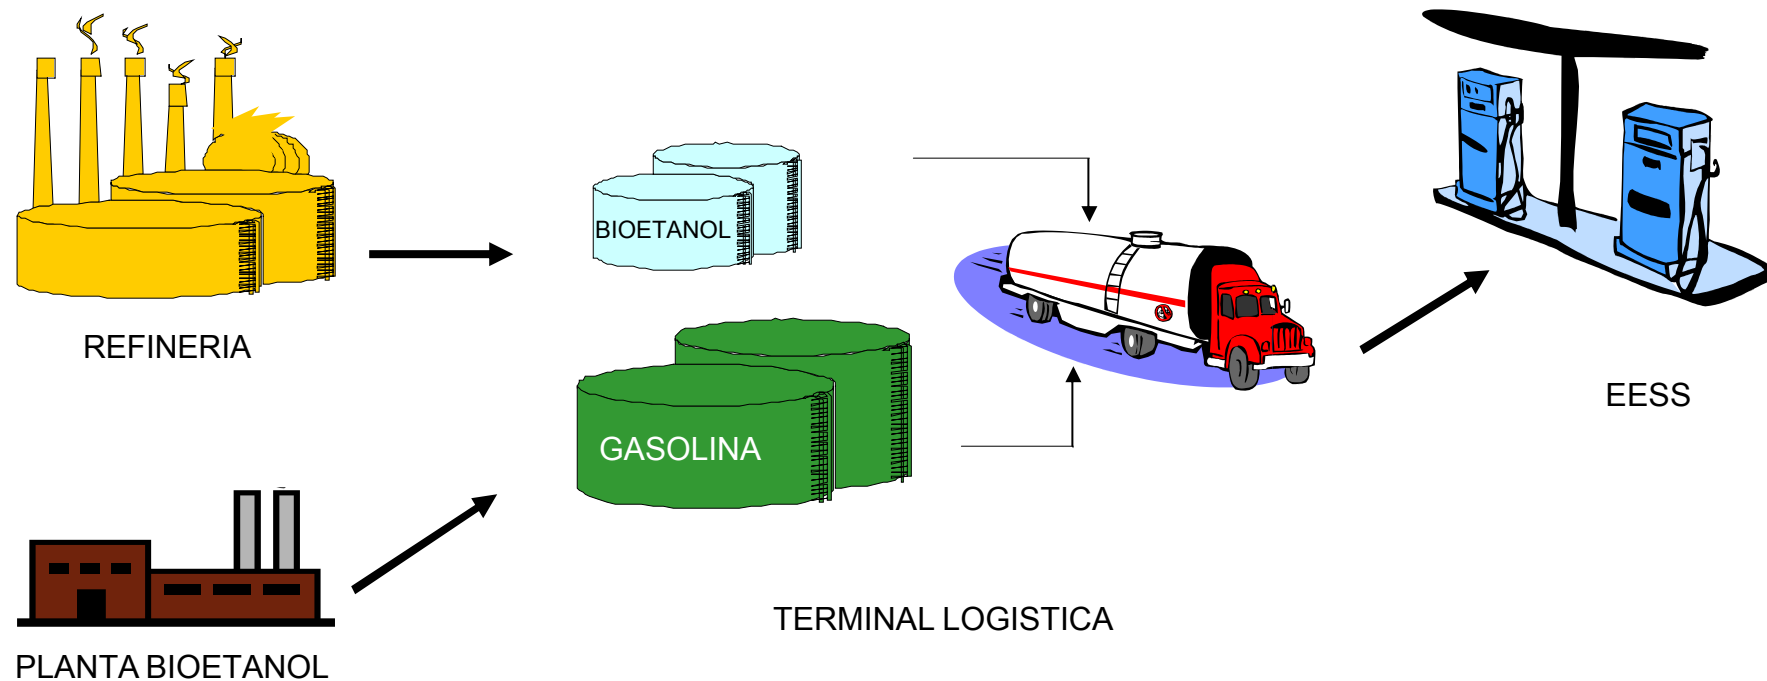 BIOETANOL
REFINERIA
EESS
GASOLINA
TERMINAL LOGISTICA
PLANTA BIOETANOL